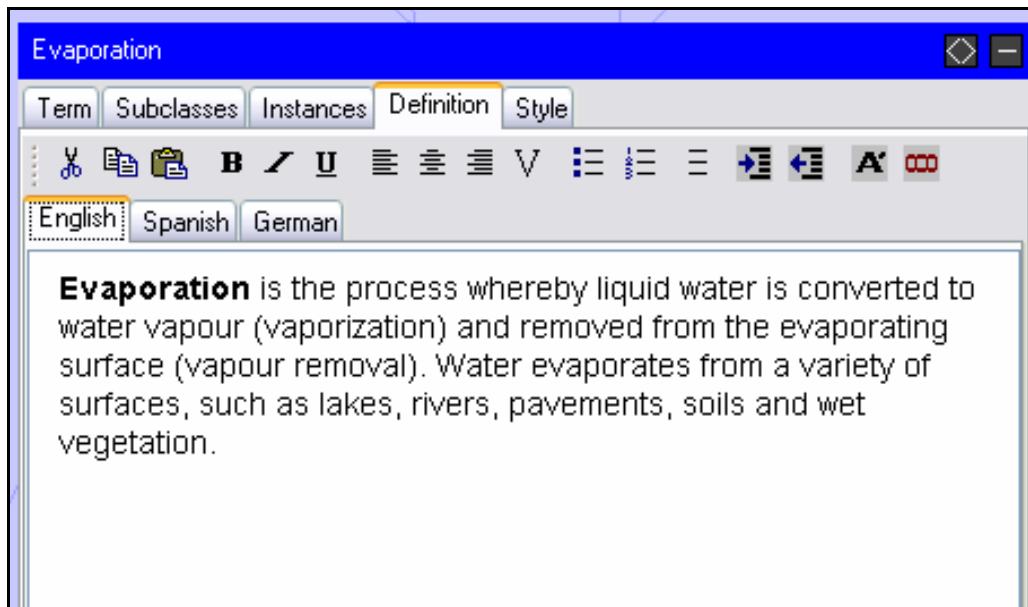 Evaporation
Term Subclasses Instances Definition Style
B I U V A
English Spanish German
Evaporation is the process whereby liquid water is converted to
water vapour (vaporization) and removed from the evaporating
surface (vapour removal). Water evaporates from a variety of
surfaces, such as lakes, rivers, pavements, soils and wet
vegetation.